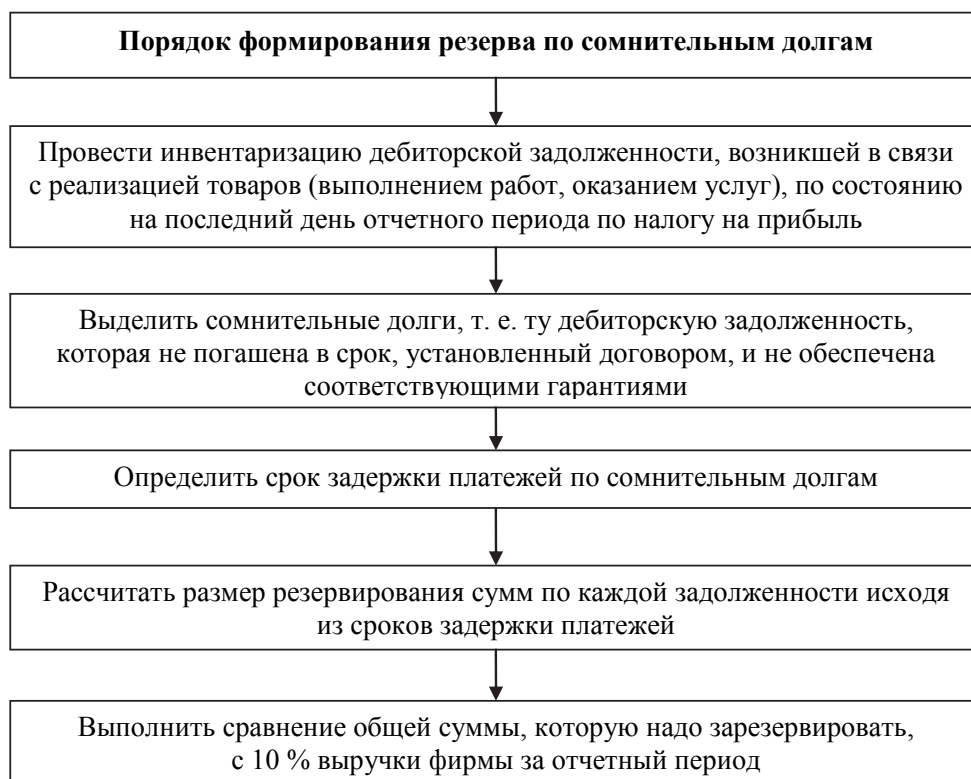 Порядок формирования резерва по сомнительным долгам
Провести инвентаризацию дебиторской задолженности, возникшей в связи
с реализацией товаров (выполнением работ, оказанием услуг), по состоянию
на последний день отчетного периода по налогу на прибыль
Выделить сомнительные долги, т. е. ту дебиторскую задолженность,
которая не погашена в срок, установленный договором, и не обеспечена
соответствующими гарантиями
Определить срок задержки платежей по сомнительным долгам
Рассчитать размер резервирования сумм по каждой задолженности исходя
из сроков задержки платежей
Выполнить сравнение общей суммы, которую надо зарезервировать,
с 10 % выручки фирмы за отчетный период